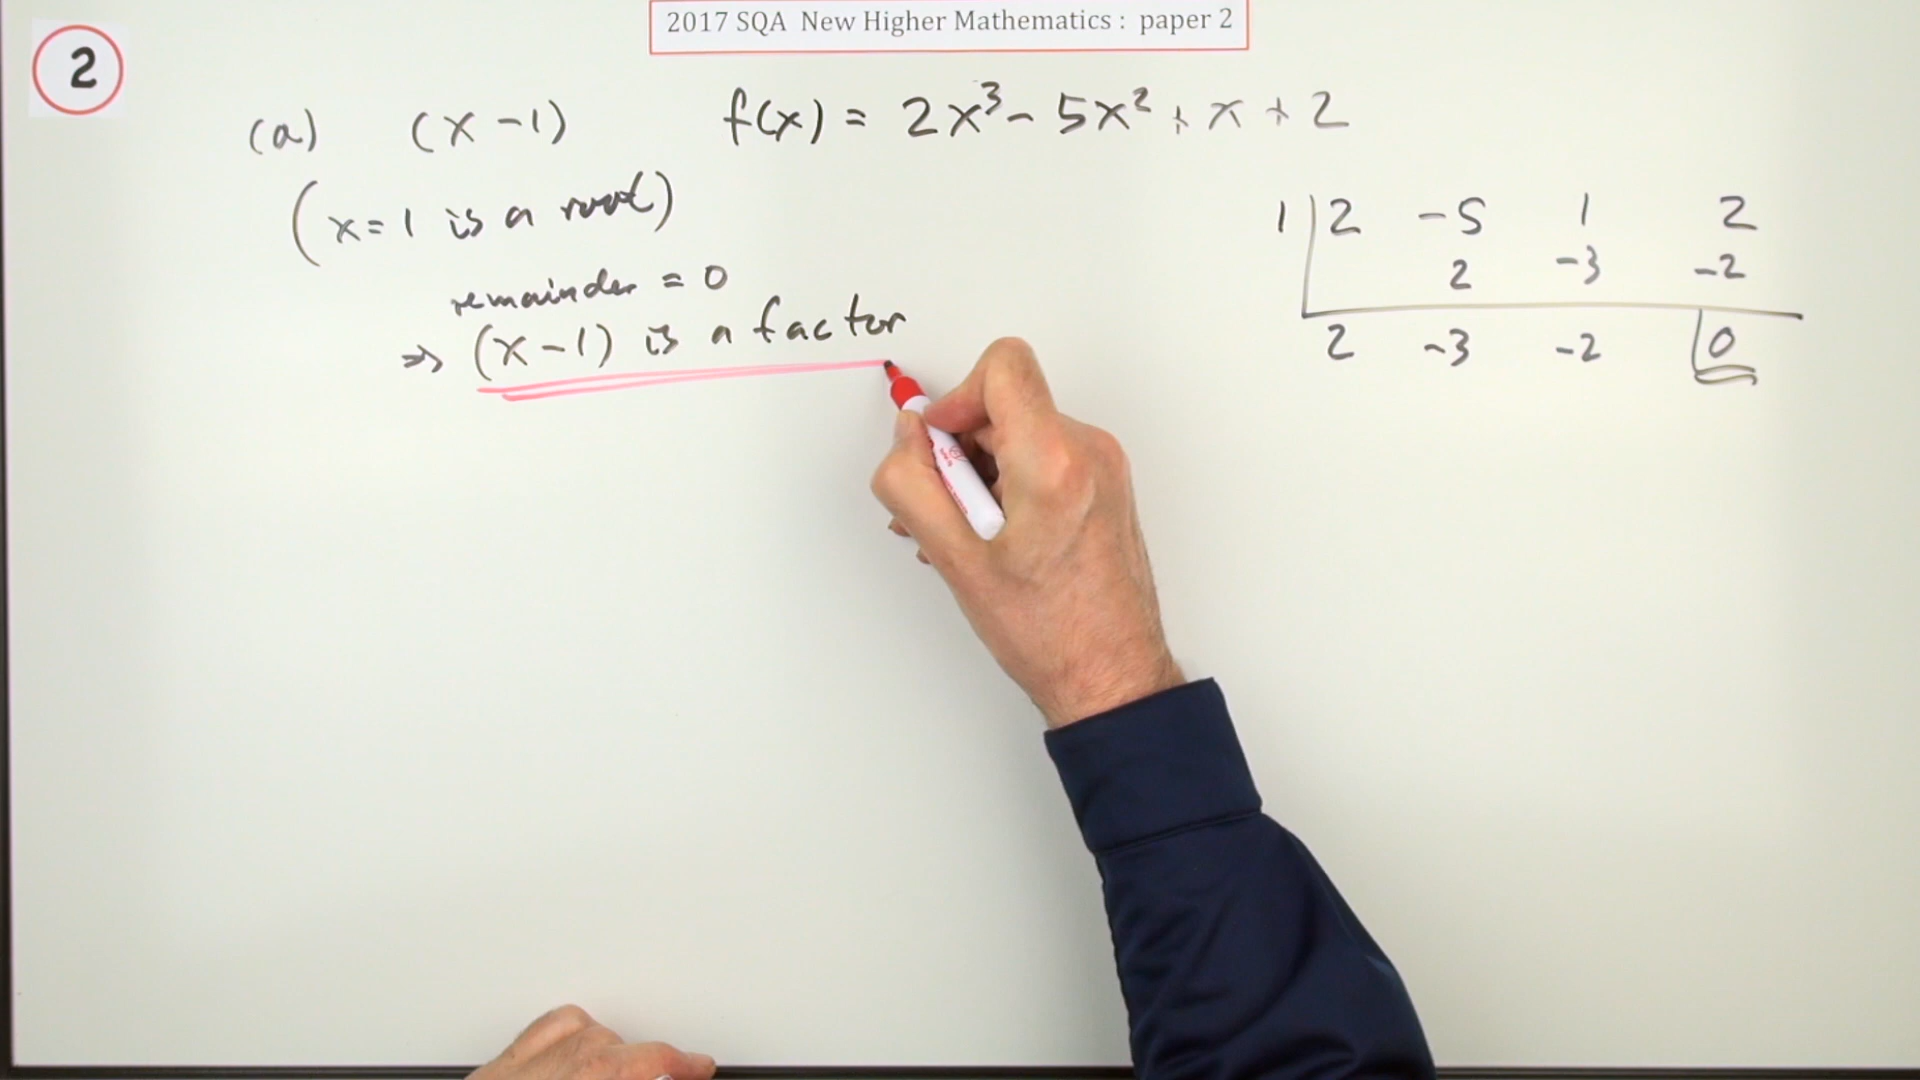 2017 SQA New Higher Mathematics : paper 2
2
(a) (x - 1) f(x) = 2x³ - 5x² + x + 2
(x = 1 is a root)
remainder = 0
⇒ (x - 1) is a factor
1 | 2 -5 1 2
2 -3 -2
2 -3 -2 | 0